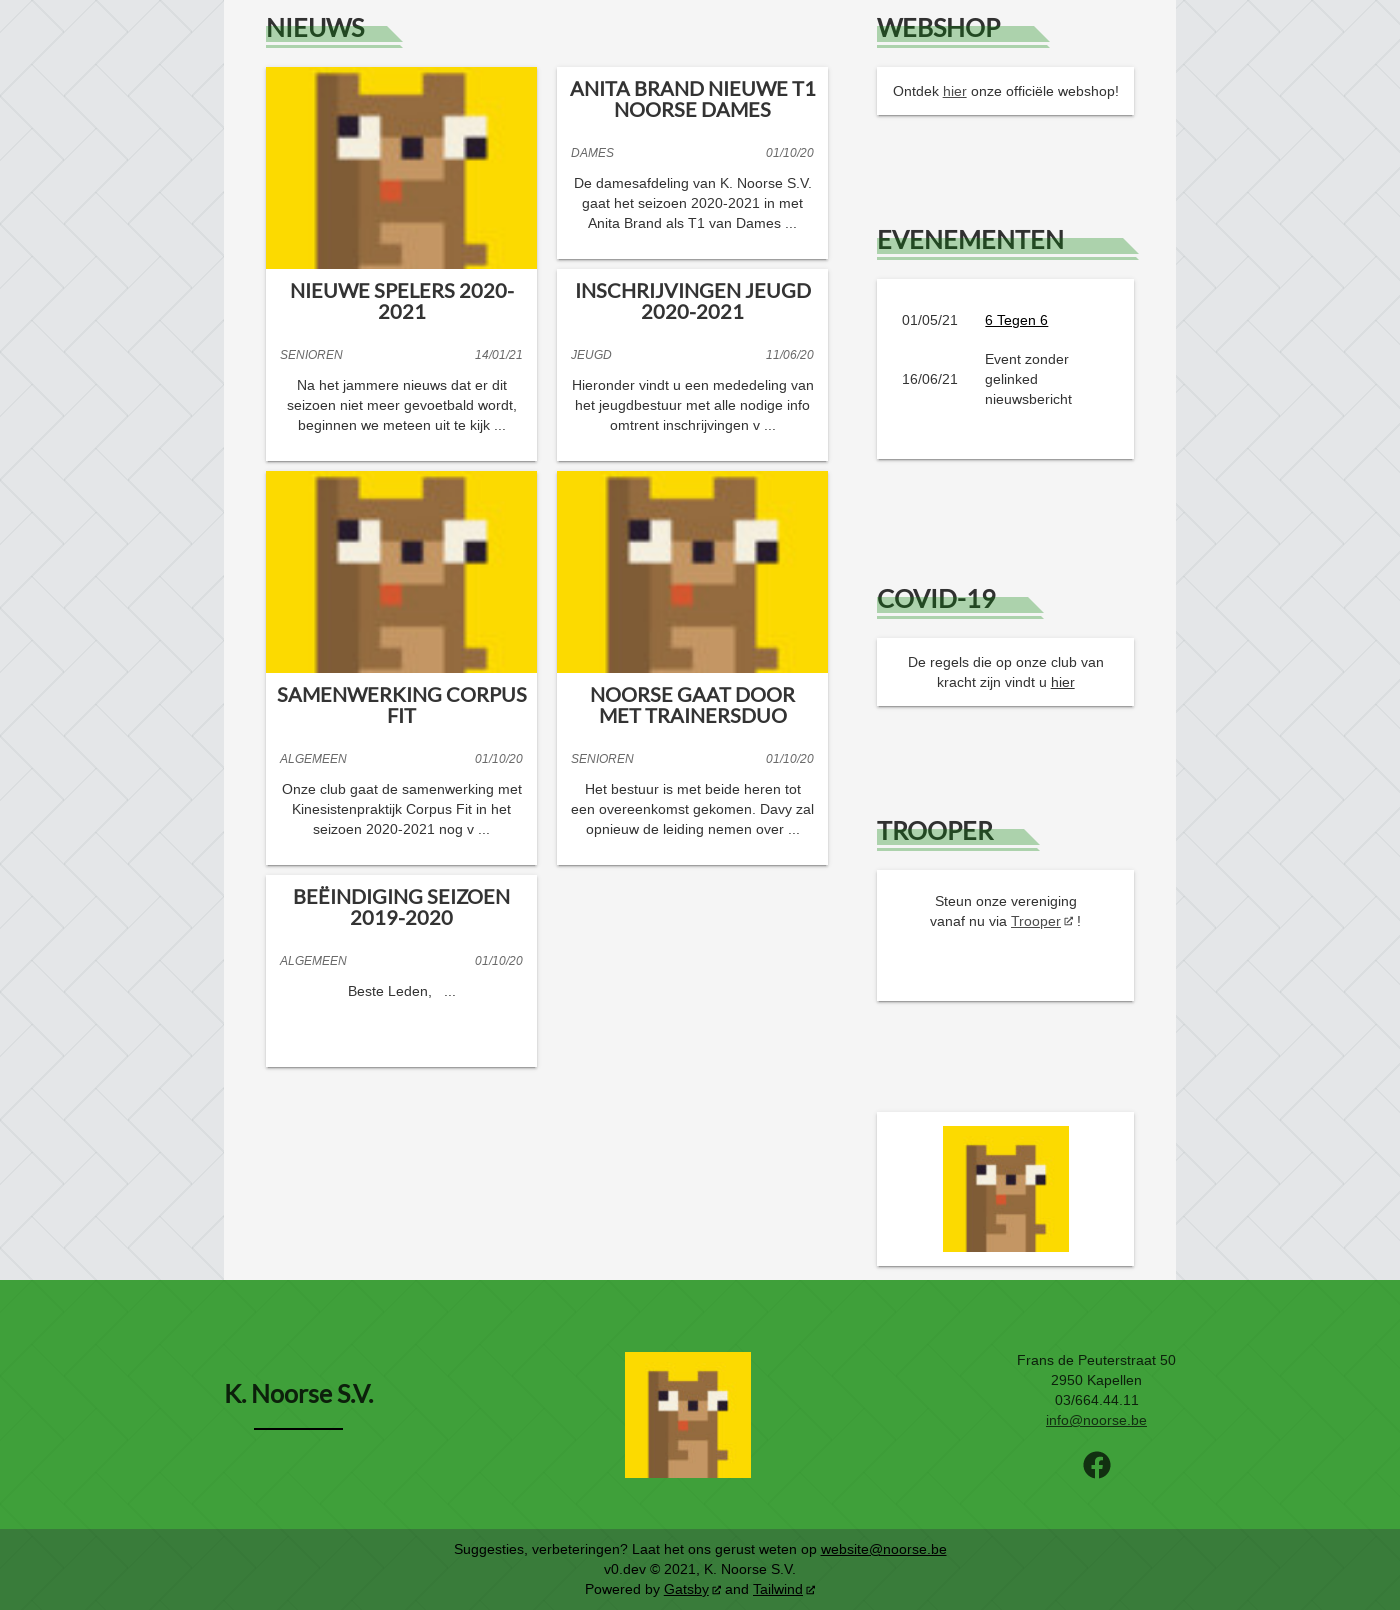 NIEUWS
NIEUWE SPELERS 2020-
2021
SENIOREN 14/01/21
Na het jammere nieuws dat er dit
seizoen niet meer gevoetbald wordt,
beginnen we meteen uit te kijk ...
ANITA BRAND NIEUWE T1
NOORSE DAMES
DAMES 01/10/20
De damesafdeling van K. Noorse S.V.
gaat het seizoen 2020-2021 in met
Anita Brand als T1 van Dames ...
INSCHRIJVINGEN JEUGD
2020-2021
JEUGD 11/06/20
Hieronder vindt u een mededeling van
het jeugdbestuur met alle nodige info
omtrent inschrijvingen v ...
SAMENWERKING CORPUS
FIT
ALGEMEEN 01/10/20
Onze club gaat de samenwerking met
Kinesistenpraktijk Corpus Fit in het
seizoen 2020-2021 nog v ...
NOORSE GAAT DOOR
MET TRAINERSDUO
SENIOREN 01/10/20
Het bestuur is met beide heren tot
een overeenkomst gekomen. Davy zal
opnieuw de leiding nemen over ...
BEËINDIGING SEIZOEN
2019-2020
ALGEMEEN 01/10/20
Beste Leden, ...
WEBSHOP
Ontdek hier onze officiële webshop!
EVENEMENTEN
01/05/21 6 Tegen 6
16/06/21 Event zonder
gelinked
nieuwsbericht
COVID-19
De regels die op onze club van
kracht zijn vindt u hier
TROOPER
Steun onze vereniging
vanaf nu via Trooper !
K. Noorse S.V.
Frans de Peuterstraat 50
2950 Kapellen
03/664.44.11
info@noorse.be
Suggesties, verbeteringen? Laat het ons gerust weten op website@noorse.be
v0.dev © 2021, K. Noorse S.V.
Powered by Gatsby and Tailwind